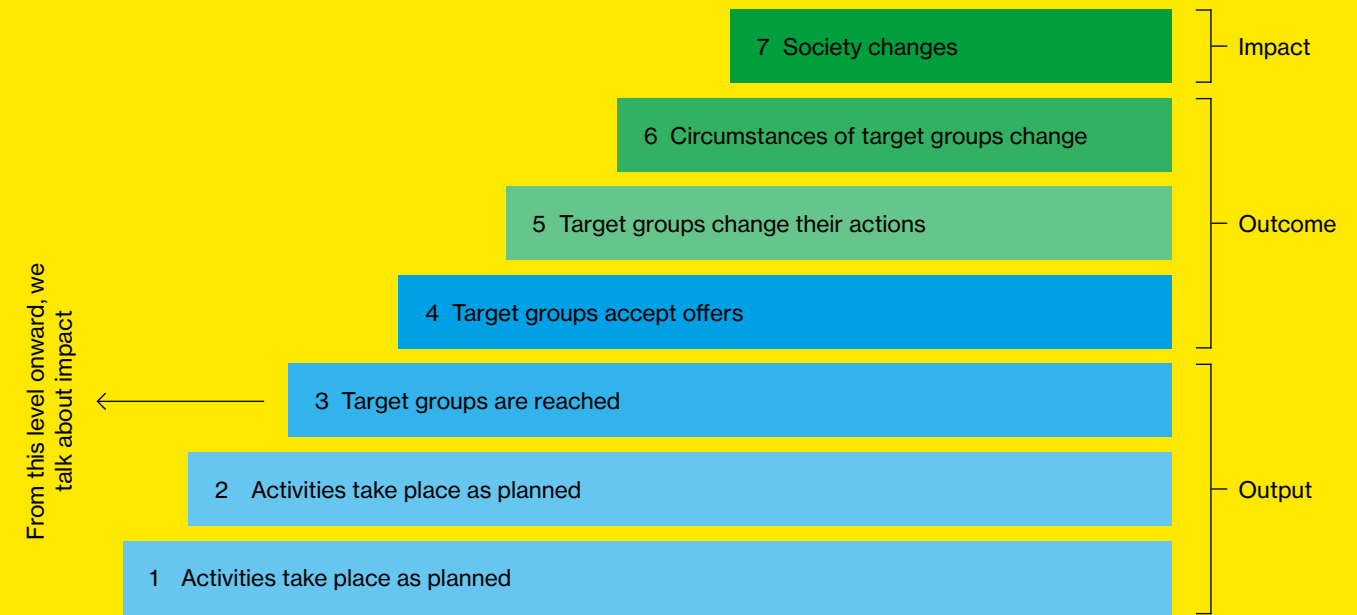 7 Society changes
Impact
6 Circumstances of target groups change
5 Target groups change their actions
Outcome
4 Target groups accept offers
From this level onward, we
talk about impact
3 Target groups are reached
2 Activities take place as planned
Output
1 Activities take place as planned